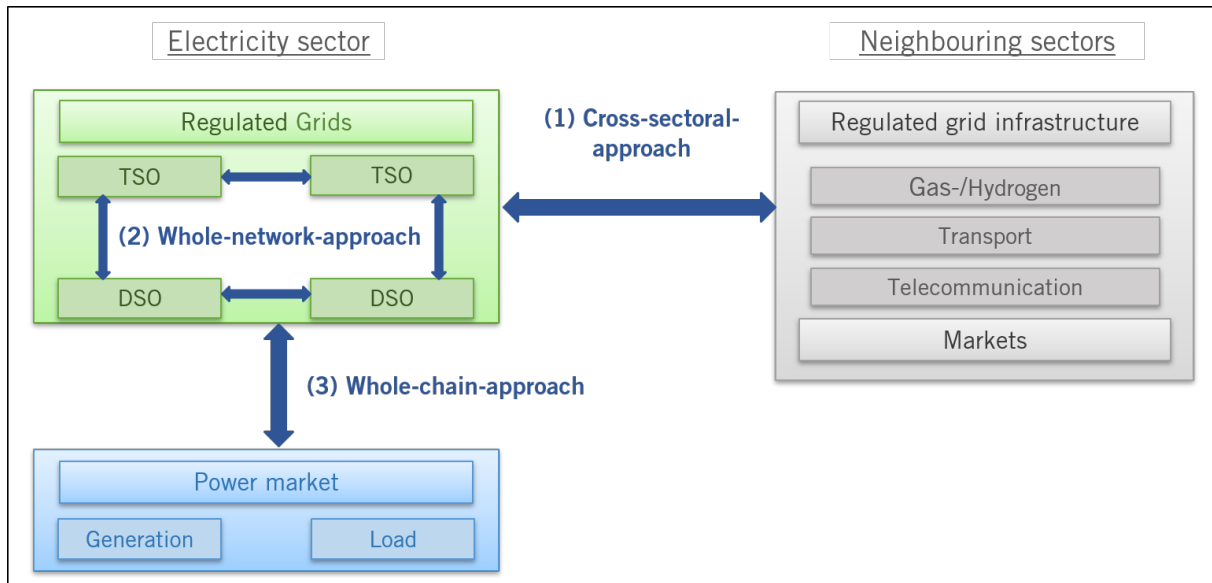 Electricity sector
Neighbouring sectors
Regulated Grids
TSO
TSO
(2) Whole-network-approach
DSO
DSO
(1) Cross-sectoral-
approach
Regulated grid infrastructure
Gas-/Hydrogen
Transport
Telecommunication
Markets
(3) Whole-chain-approach
Power market
Generation
Load